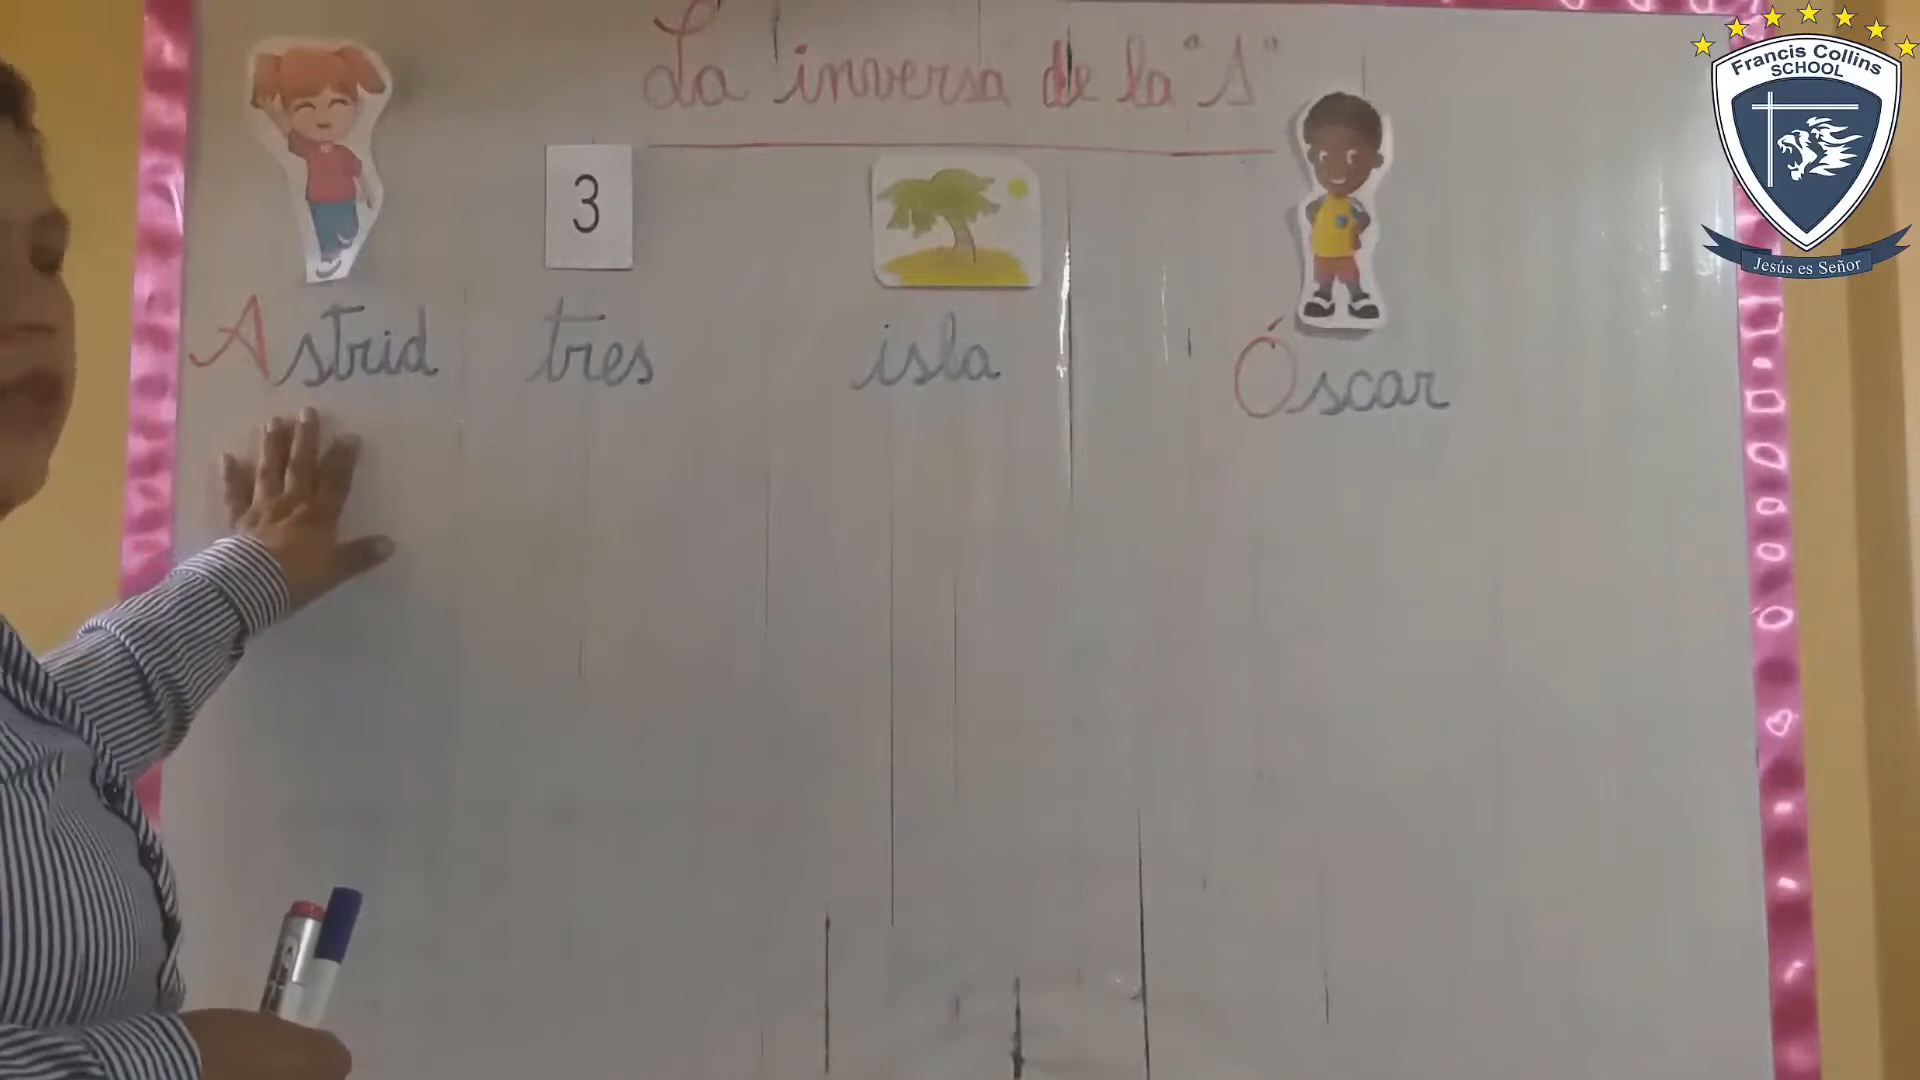 La inversa de la "s"
3
Astrid tres isla Óscar
Francis Collins
SCHOOL
Jesús es Señor